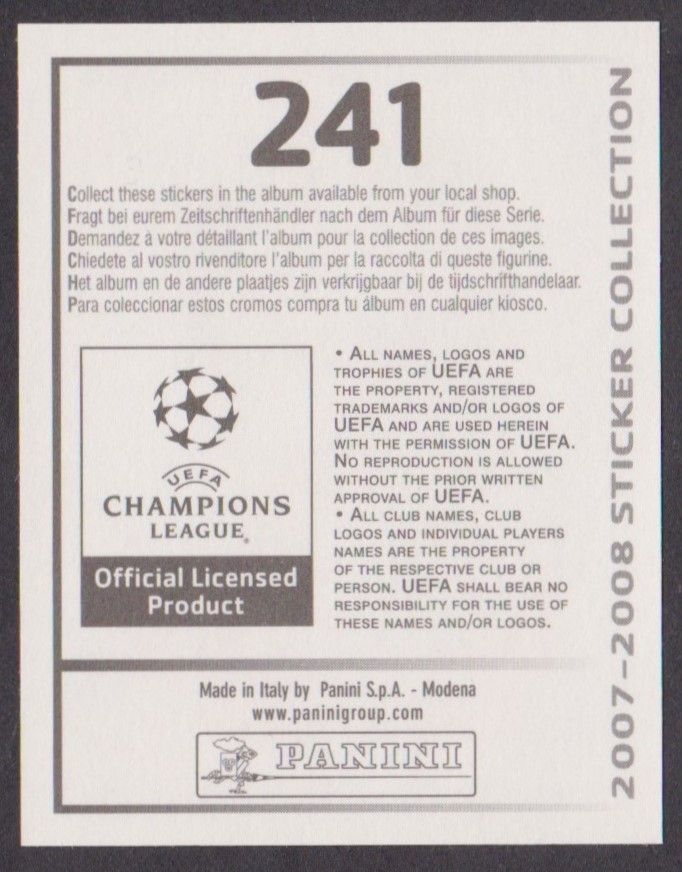 241
Collect these stickers in the album available from your local shop.
Fragt bei eurem Zeitschriftenhändler nach dem Album für diese Serie.
Demandez à votre détaillant l'album pour la collection de ces images.
Chiedete al vostro rivenditore l'album per la raccolta di queste figurine.
Het album en de andere plaatjes zijn verkrijgbaar bij de tijdschrifthandelaar.
Para coleccionar estos cromos compra tu álbum en cualquier kiosco.
UEFA
CHAMPIONS
LEAGUE®
Official Licensed
Product
• ALL NAMES, LOGOS AND
TROPHIES OF UEFA ARE
THE PROPERTY, REGISTERED
TRADEMARKS AND/OR LOGOS OF
UEFA AND ARE USED HEREIN
WITH THE PERMISSION OF UEFA.
NO REPRODUCTION IS ALLOWED
WITHOUT THE PRIOR WRITTEN
APPROVAL OF UEFA.
• ALL CLUB NAMES, CLUB
LOGOS AND INDIVIDUAL PLAYERS
NAMES ARE THE PROPERTY
OF THE RESPECTIVE CLUB OR
PERSON. UEFA SHALL BEAR NO
RESPONSIBILITY FOR THE USE OF
THESE NAMES AND/OR LOGOS.
Made in Italy by Panini S.p.A. - Modena
www.paninigroup.com
PANINI
2007-2008 STICKER COLLECTION